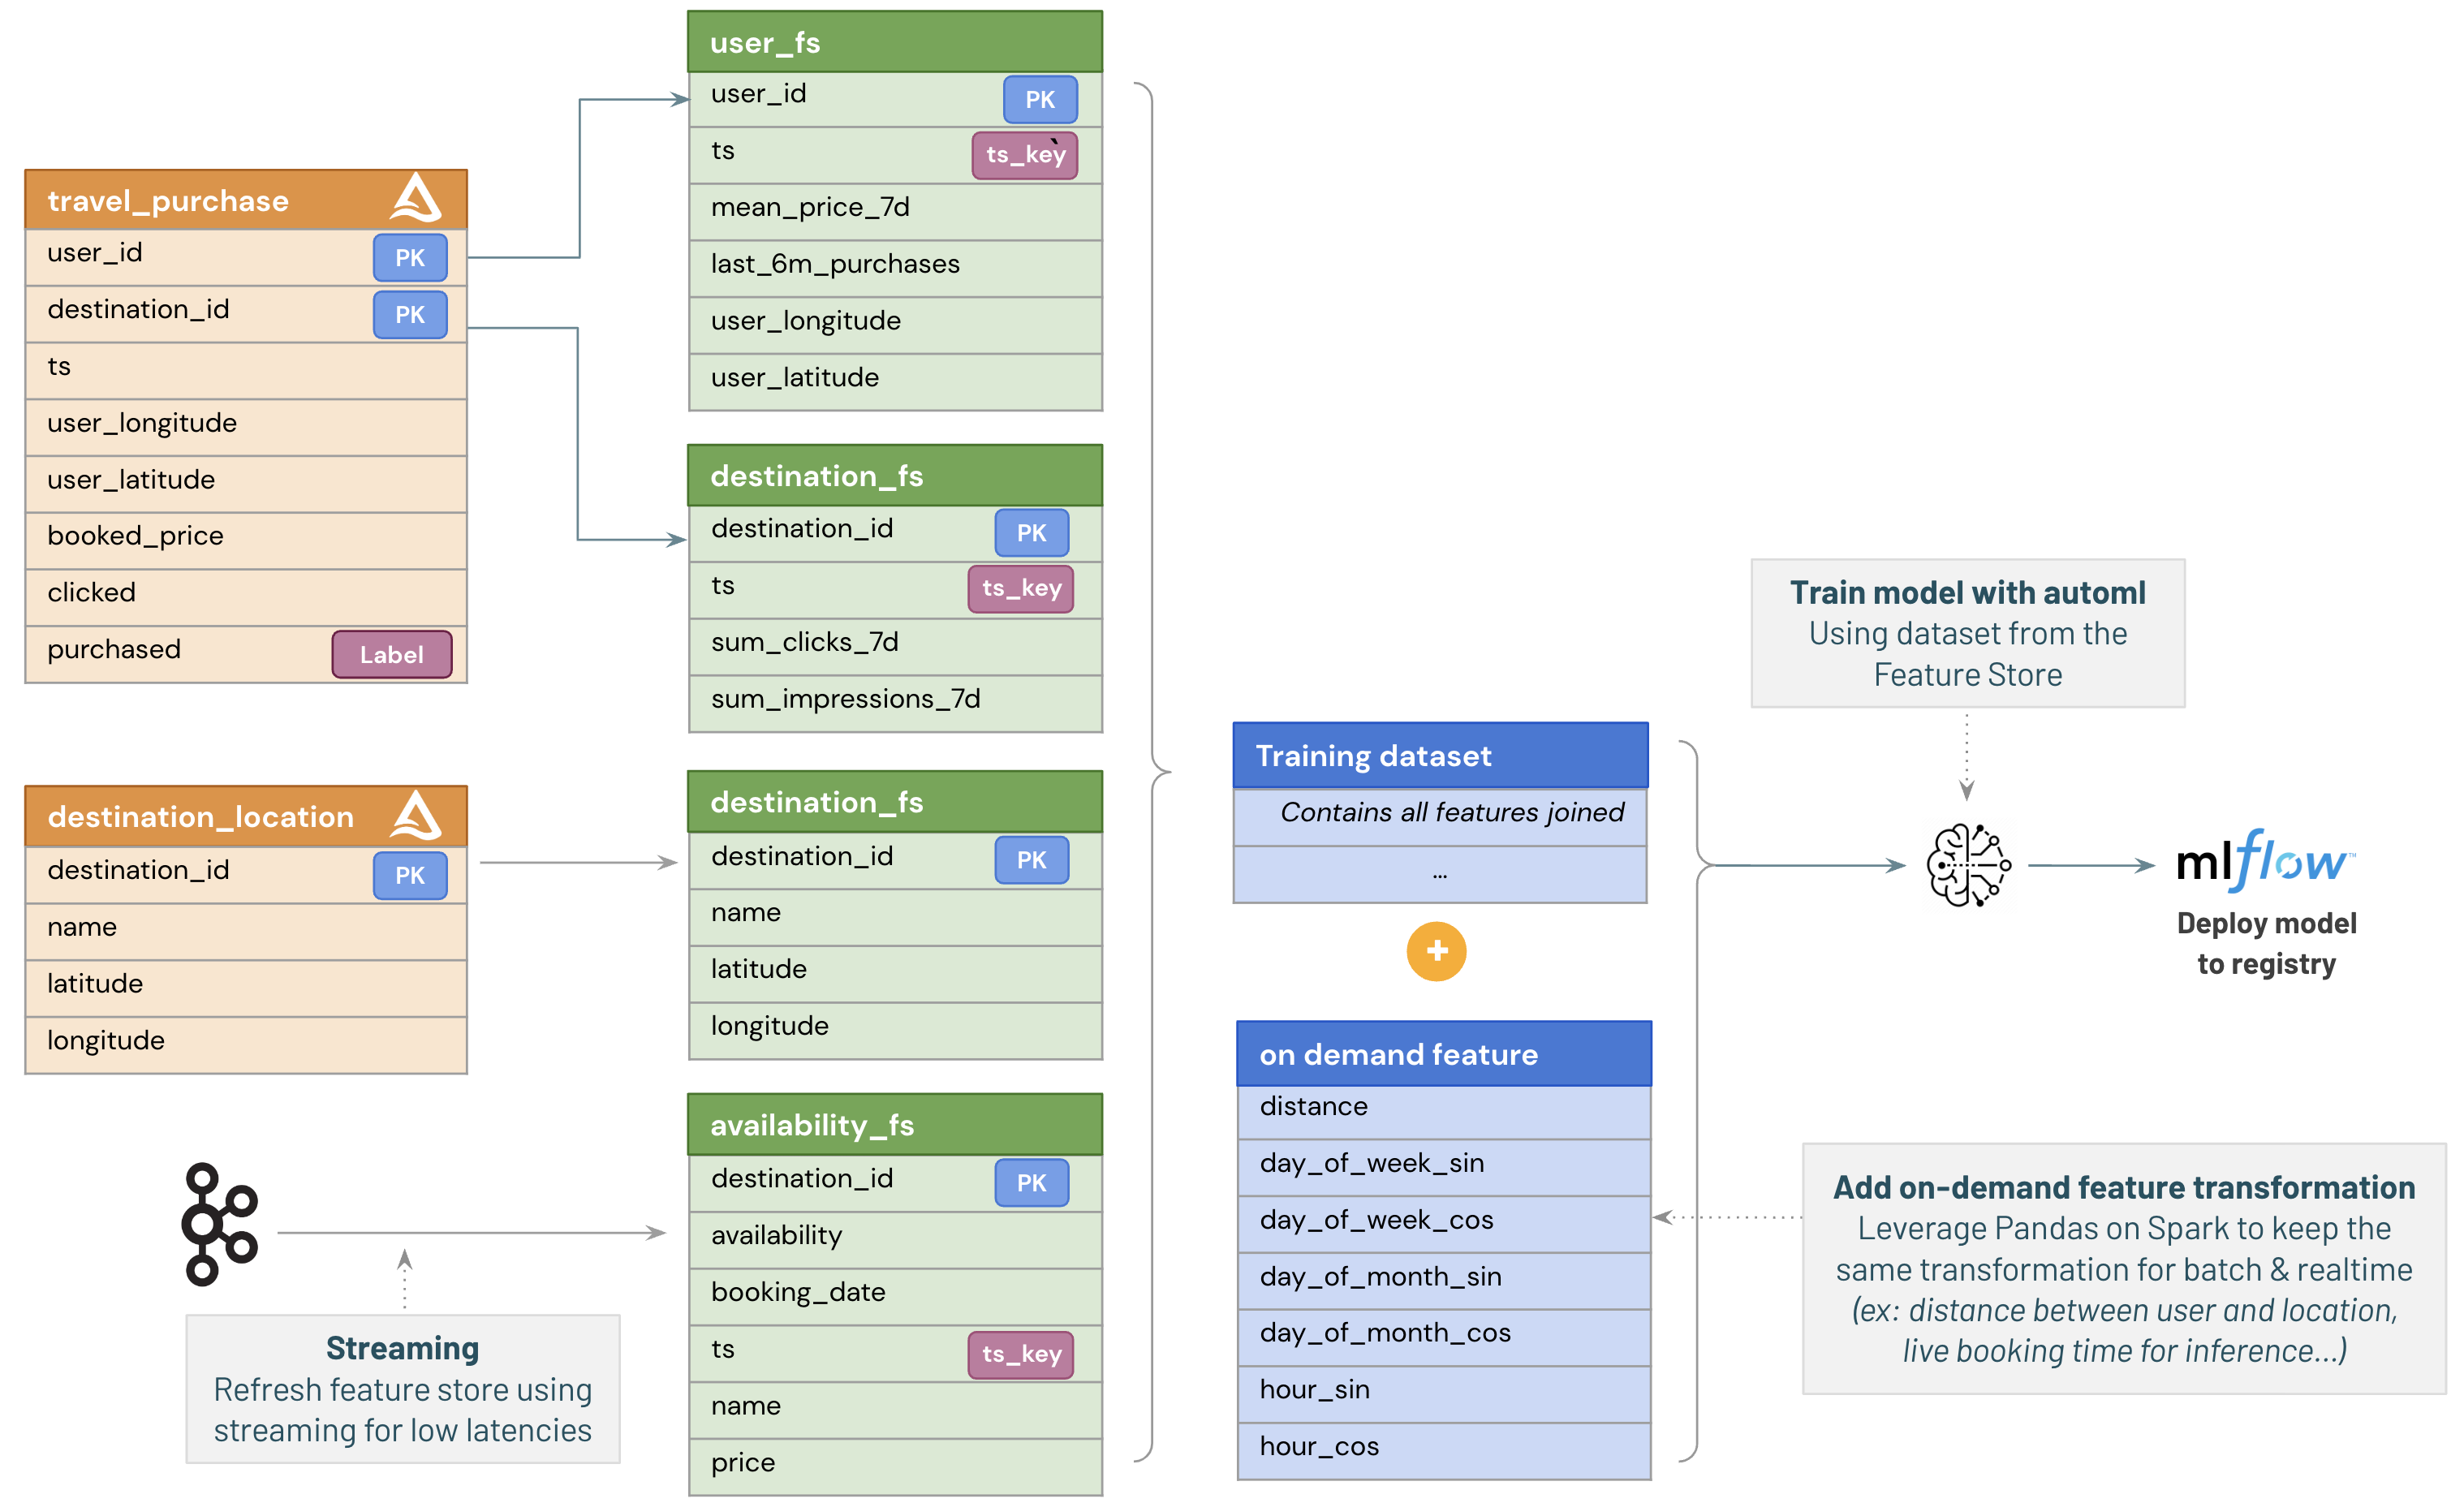 travel_purchase
user_id PK
destination_id PK
ts
user_longitude
user_latitude
booked_price
clicked
purchased Label
destination_location
destination_id PK
name
latitude
longitude
Streaming
Refresh feature store using
streaming for low latencies
user_fs
user_id PK
ts ts_key`
mean_price_7d
last_6m_purchases
user_longitude
user_latitude
destination_fs
destination_id PK
ts ts_key
sum_clicks_7d
sum_impressions_7d
destination_fs
destination_id PK
name
latitude
longitude
availability_fs
destination_id PK
availability
booking_date
ts ts_key
name
price
Training dataset
Contains all features joined
...
+
on demand feature
distance
day_of_week_sin
day_of_week_cos
day_of_month_sin
day_of_month_cos
hour_sin
hour_cos
Train model with automl
Using dataset from the
Feature Store
mlflow™
Deploy model
to registry
Add on-demand feature transformation
Leverage Pandas on Spark to keep the
same transformation for batch & realtime
(ex: distance between user and location,
live booking time for inference...)